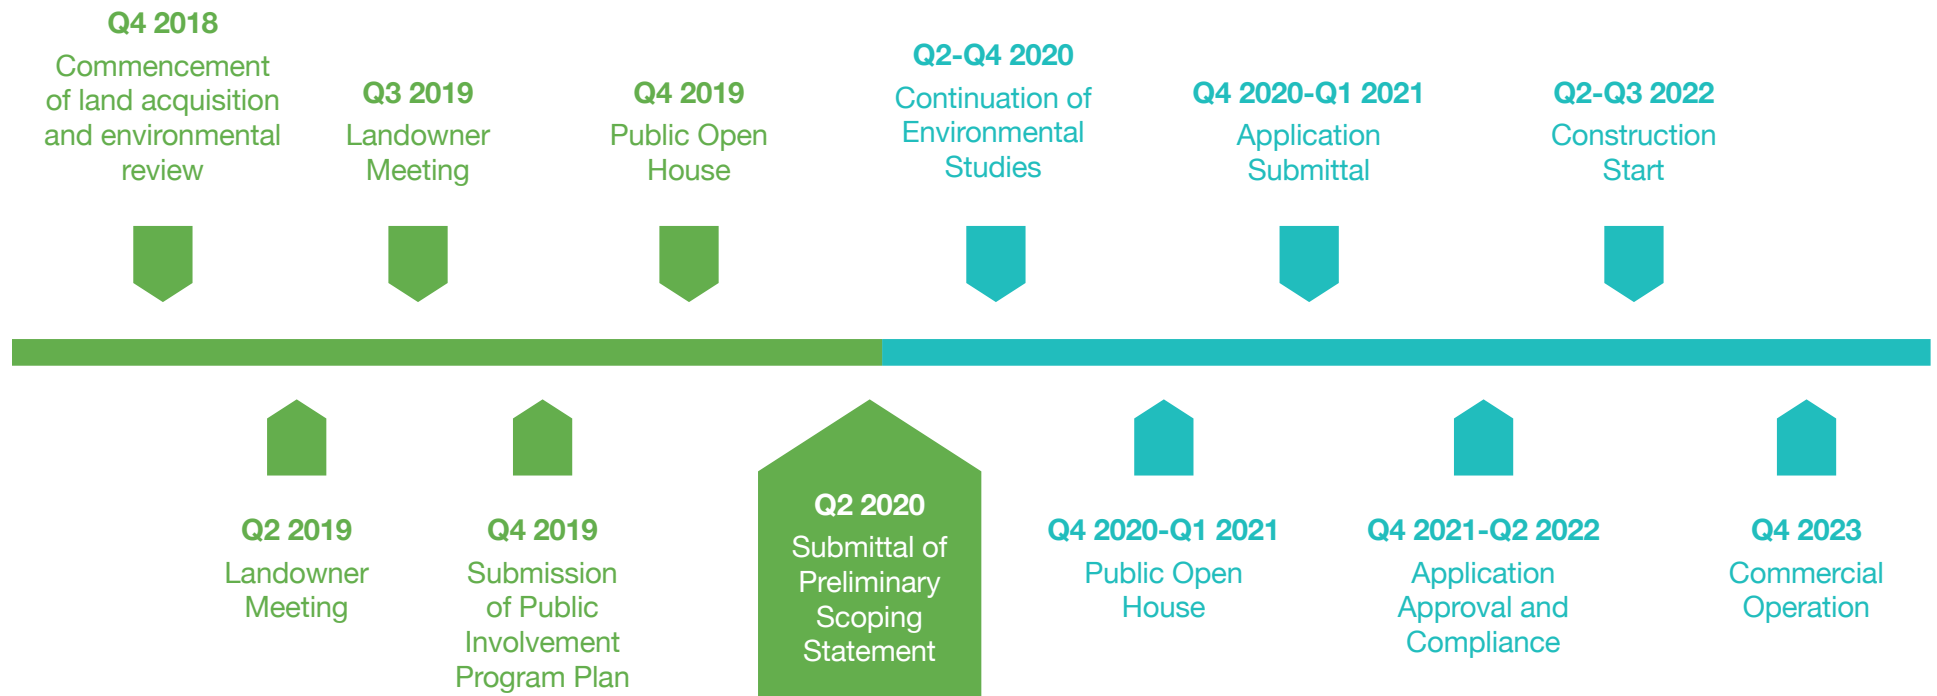 Q4 2018
Commencement
of land acquisition
and environmental
review
Q3 2019
Landowner
Meeting
Q4 2019
Public Open
House
Q2-Q4 2020
Continuation of
Environmental
Studies
Q4 2020-Q1 2021
Application
Submittal
Q2-Q3 2022
Construction
Start
Q2 2019
Landowner
Meeting
Q4 2019
Submission
of Public
Involvement
Program Plan
Q2 2020
Submittal of
Preliminary
Scoping
Statement
Q4 2020-Q1 2021
Public Open
House
Q4 2021-Q2 2022
Application
Approval and
Compliance
Q4 2023
Commercial
Operation